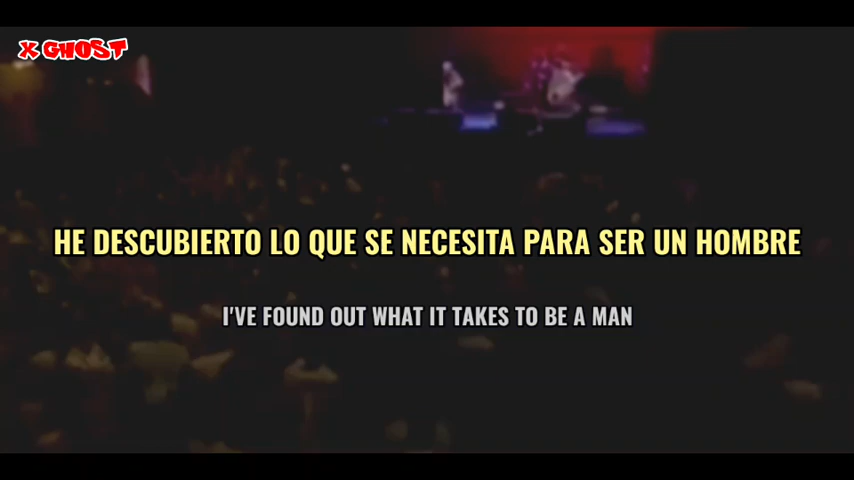 X GHOST
HE DESCUBIERTO LO QUE SE NECESITA PARA SER UN HOMBRE
I'VE FOUND OUT WHAT IT TAKES TO BE A MAN